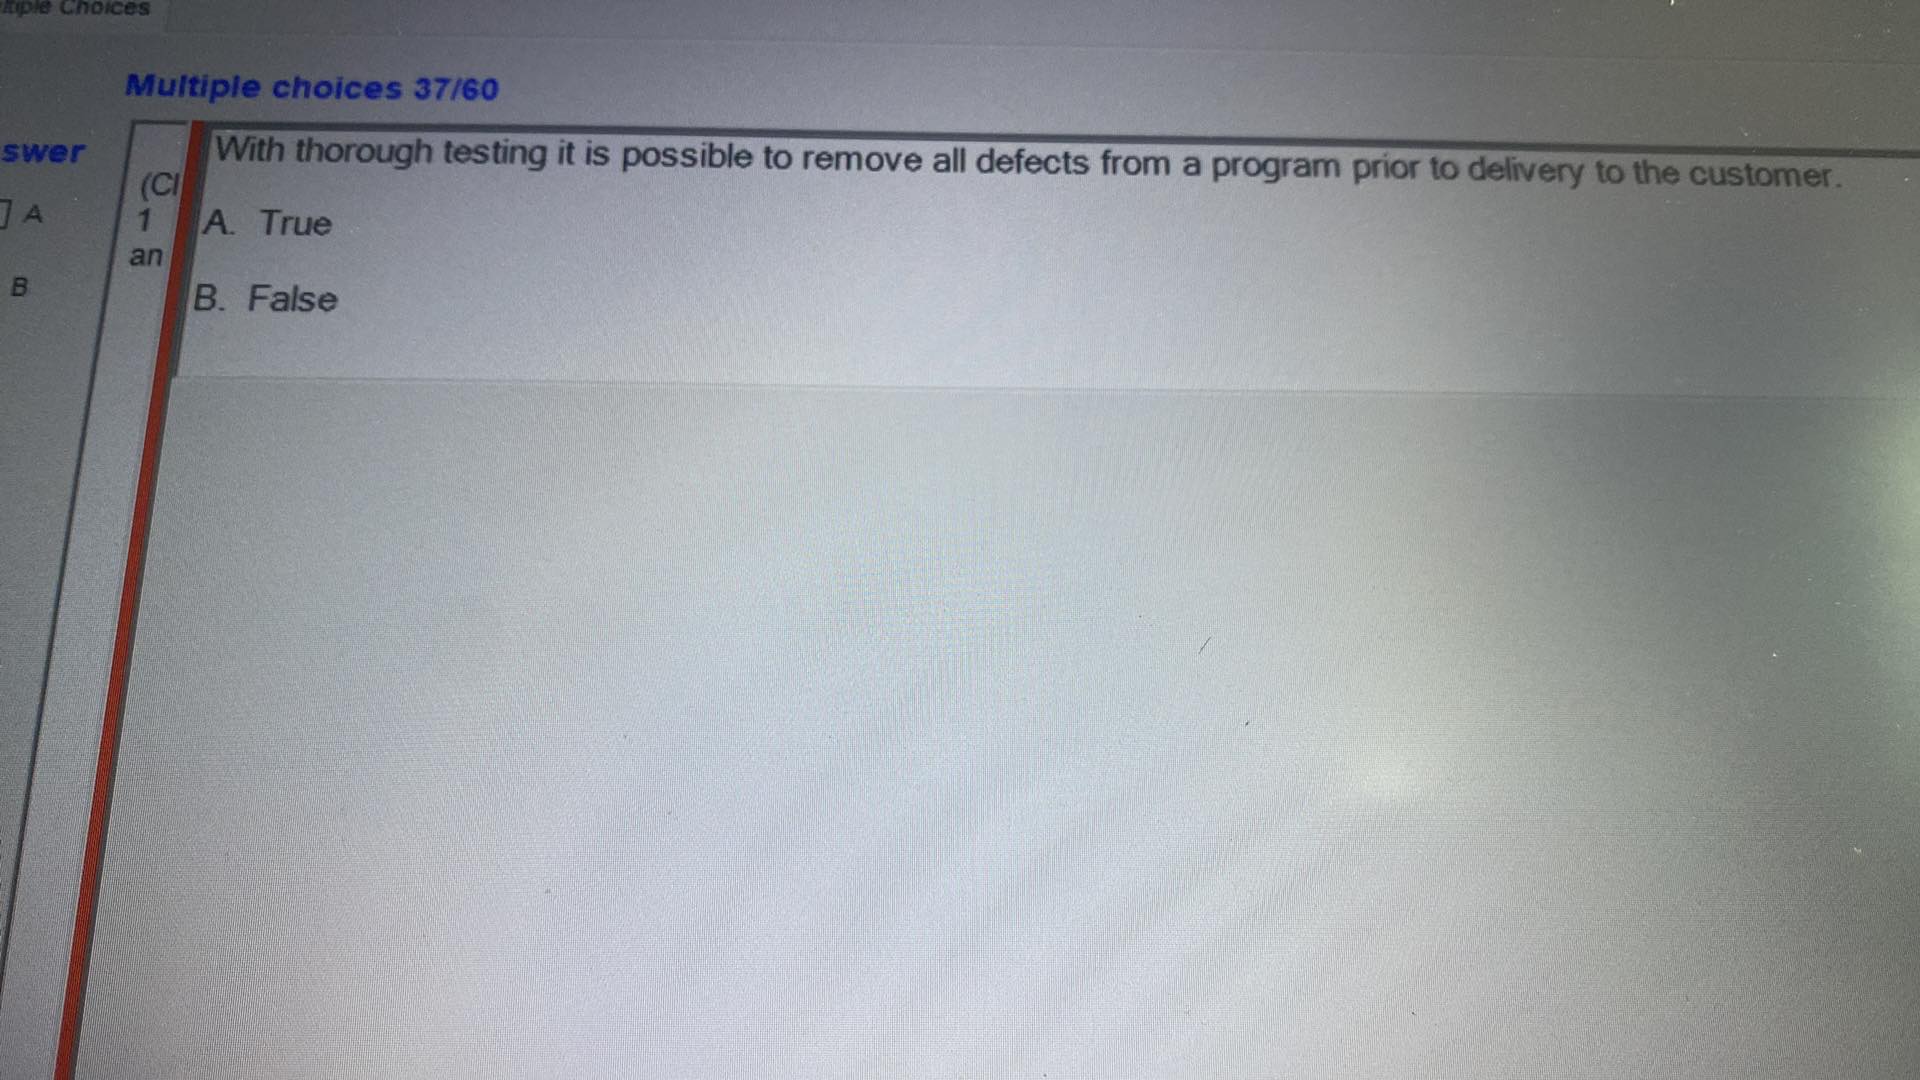 Choices
Multiple choices 37/60
swer
(Cl
1
an
With thorough testing it is possible to remove all defects from a program prior to delivery to the customer.
A
A. True
B
B. False